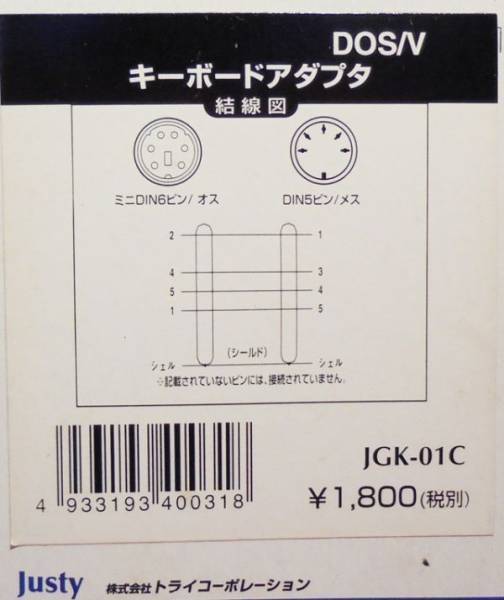 DOS/V
キーボードアダプタ
結線図
ミニDIN6ピン/オス DIN5ピン/メス
2 1
4 3
5 4
1 5
(シールド)
シェル シェル
※記載されていないピンには、接続されていません。
JGK-01C
4 933193 400318
¥1,800(税別)
Justy 株式会社トライコーポレーション